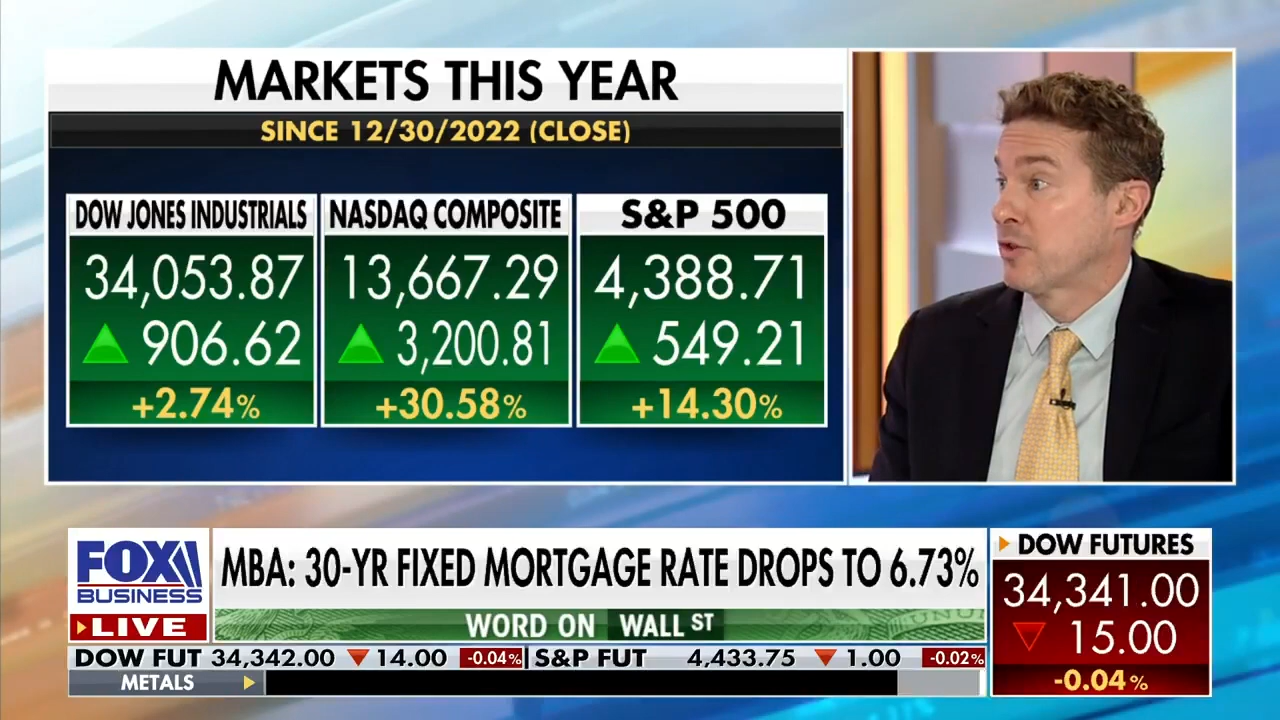 MARKETS THIS YEAR
SINCE 12/30/2022 (CLOSE)
DOW JONES INDUSTRIALS
34,053.87
▲ 906.62
+2.74%
NASDAQ COMPOSITE
13,667.29
▲ 3,200.81
+30.58%
S&P 500
4,388.71
▲ 549.21
+14.30%
FOX BUSINESS
LIVE
MBA: 30-YR FIXED MORTGAGE RATE DROPS TO 6.73%
WORD ON WALL ST
DOW FUT 34,342.00 ▼ 14.00 -0.04% S&P FUT 4,433.75 ▼ 1.00 -0.02%
METALS
DOW FUTURES
34,341.00
▽ 15.00
-0.04%